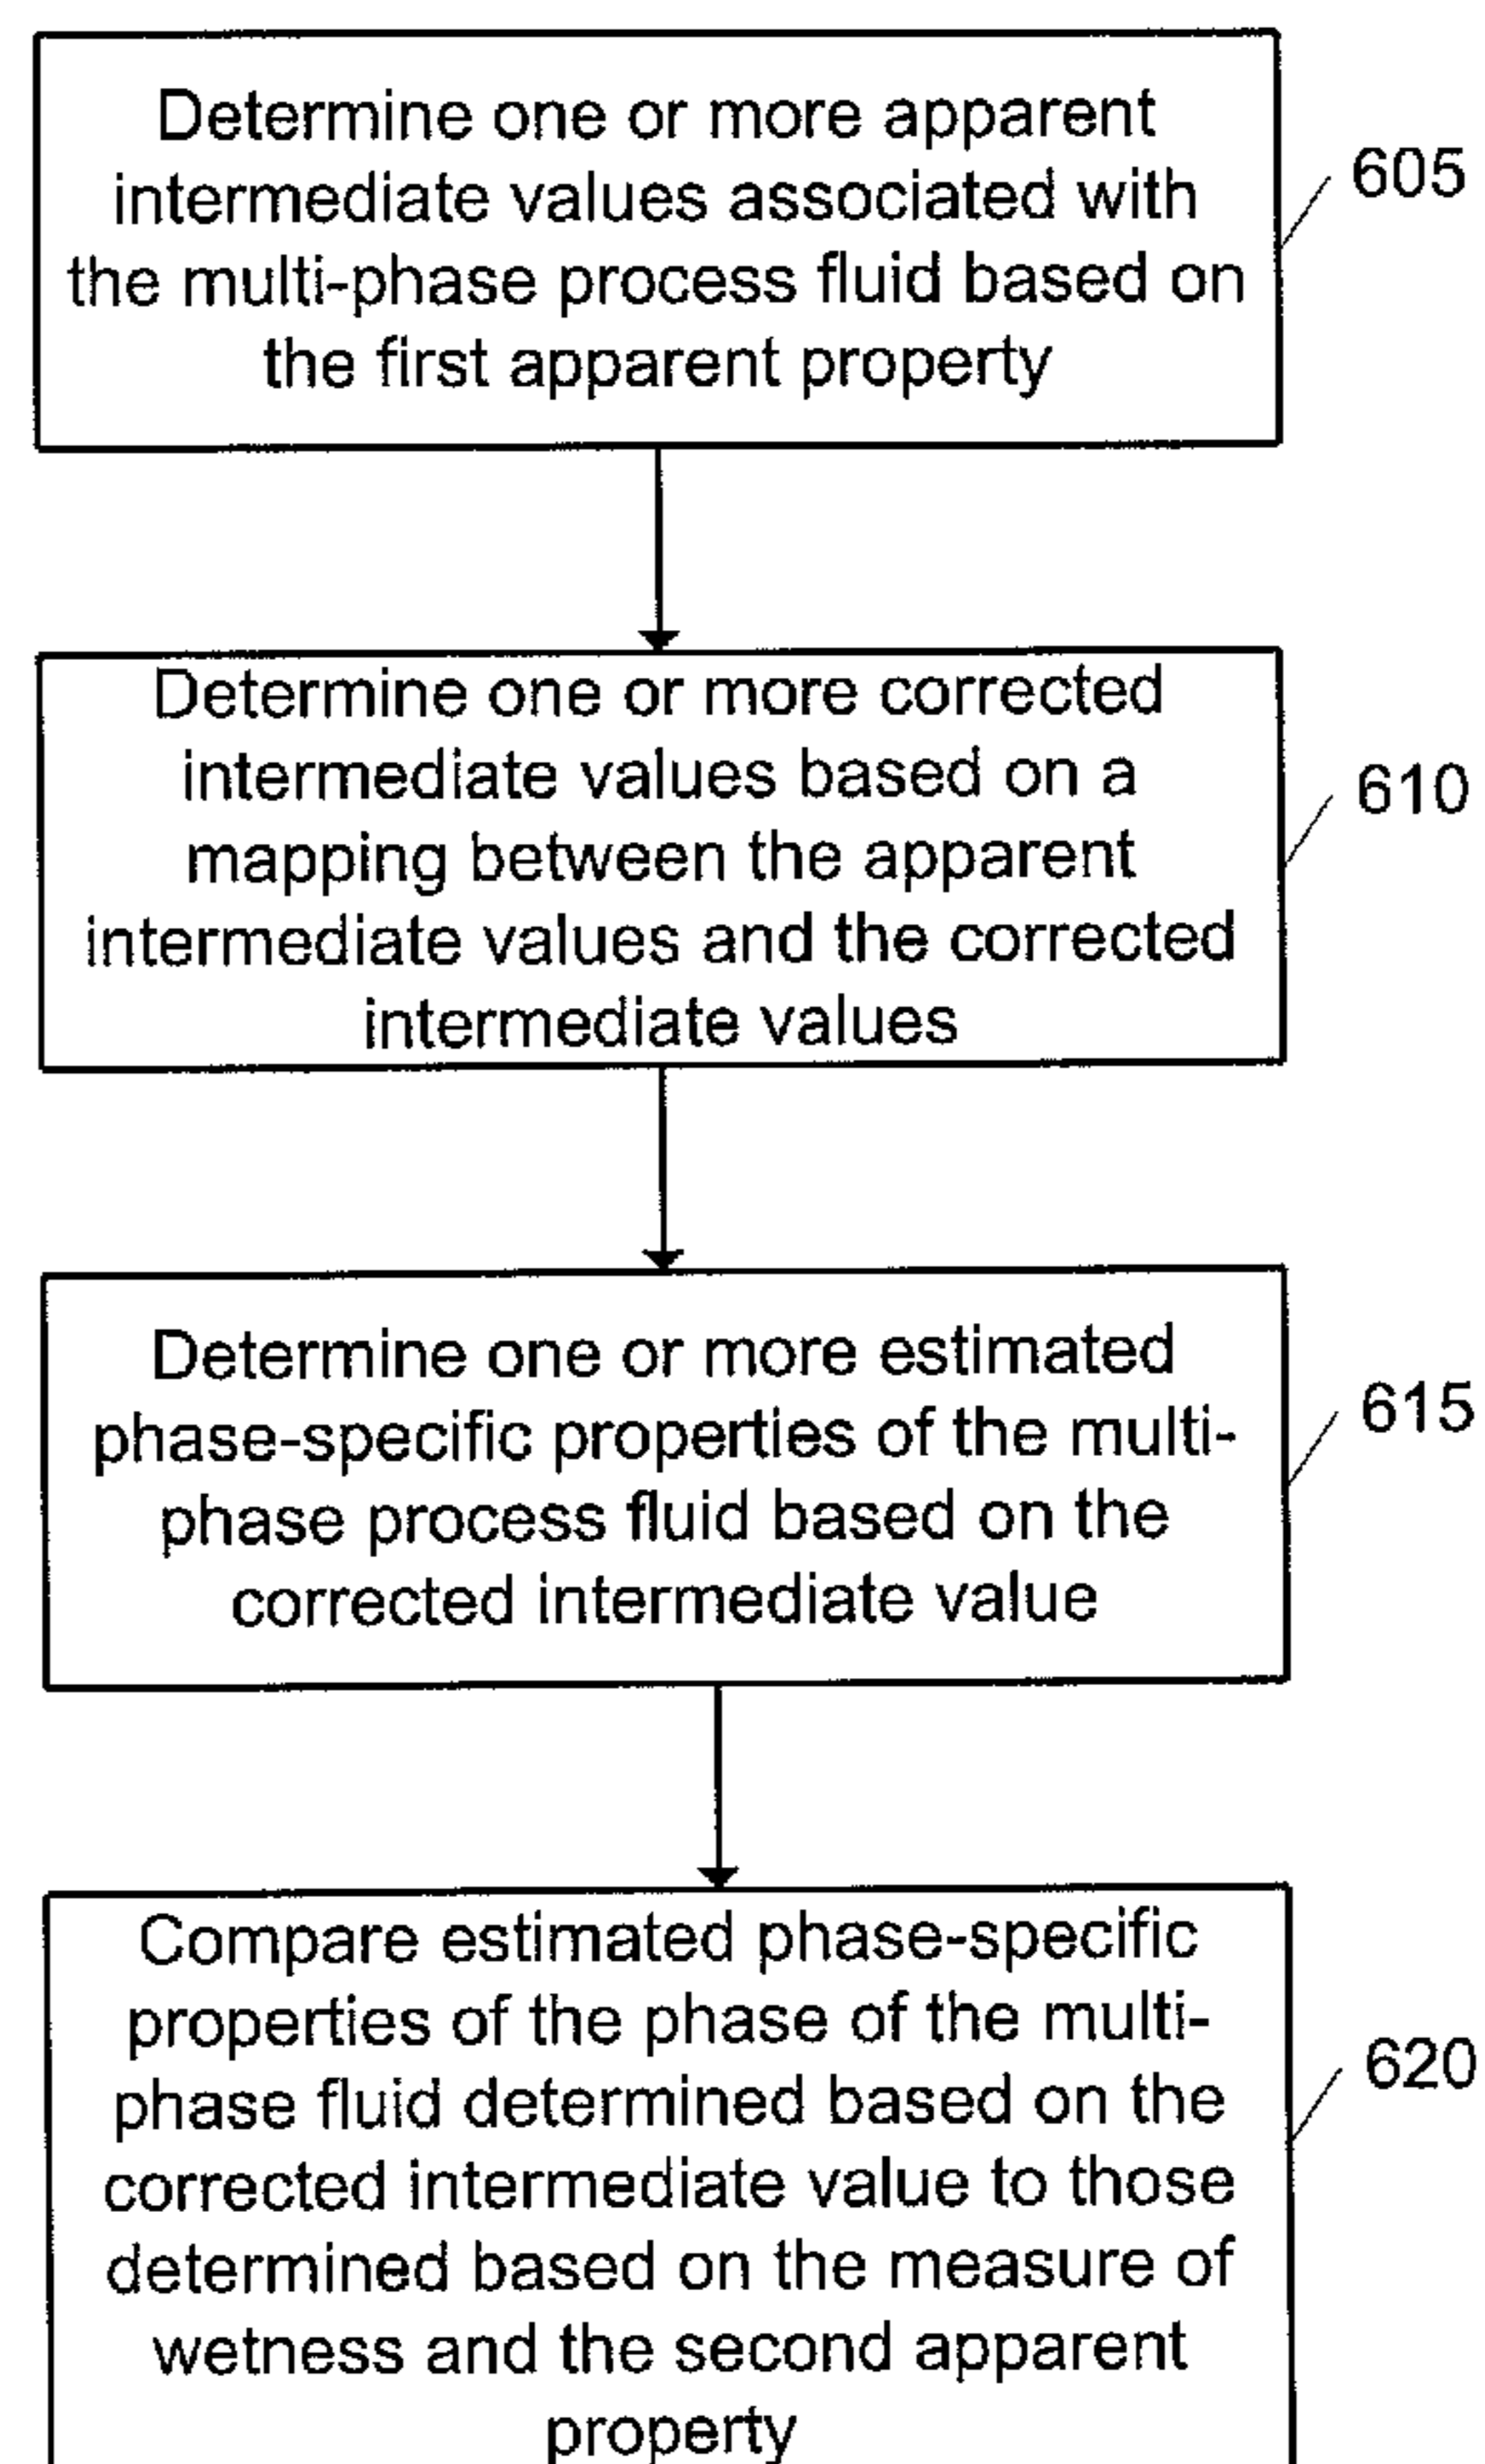 Determine one or more apparent
intermediate values associated with
the multi-phase process fluid based on
the first apparent property
605
Determine one or more corrected
intermediate values based on a
mapping between the apparent
intermediate values and the corrected
intermediate values
610
Determine one or more estimated
phase-specific properties of the multi-
phase process fluid based on the
corrected intermediate value
615
Compare estimated phase-specific
properties of the phase of the multi-
phase fluid determined based on the
corrected intermediate value to those
determined based on the measure of
wetness and the second apparent
property
620